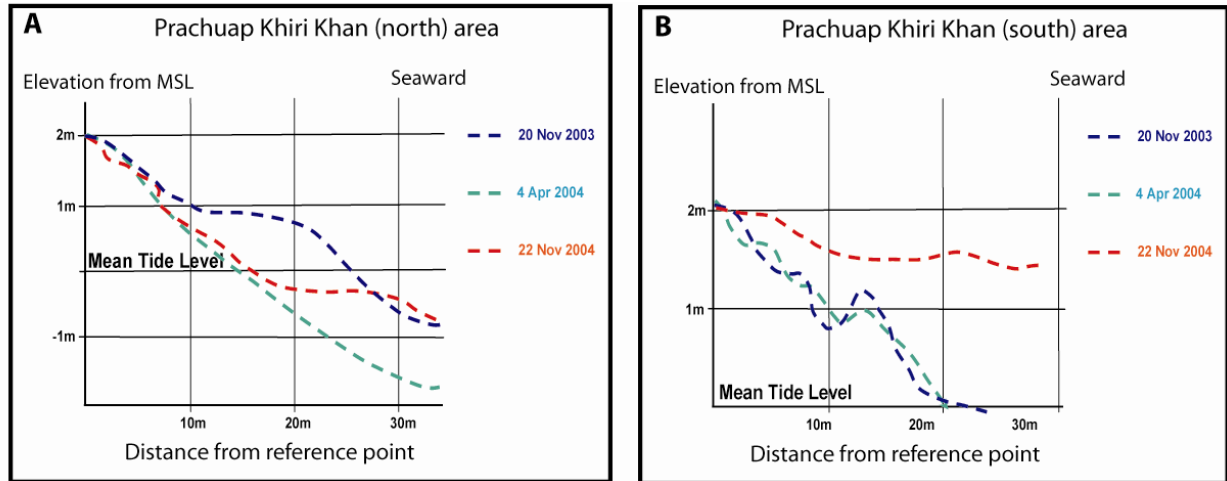 A
Prachuap Khiri Khan (north) area
Elevation from MSL
Seaward
2m
20 Nov 2003
4 Apr 2004
1m
22 Nov 2004
Mean Tide Level
-1m
10m
20m
30m
Distance from reference point
B
Prachuap Khiri Khan (south) area
Elevation from MSL
Seaward
20 Nov 2003
4 Apr 2004
2m
22 Nov 2004
1m
Mean Tide Level
10m
20m
30m
Distance from reference point